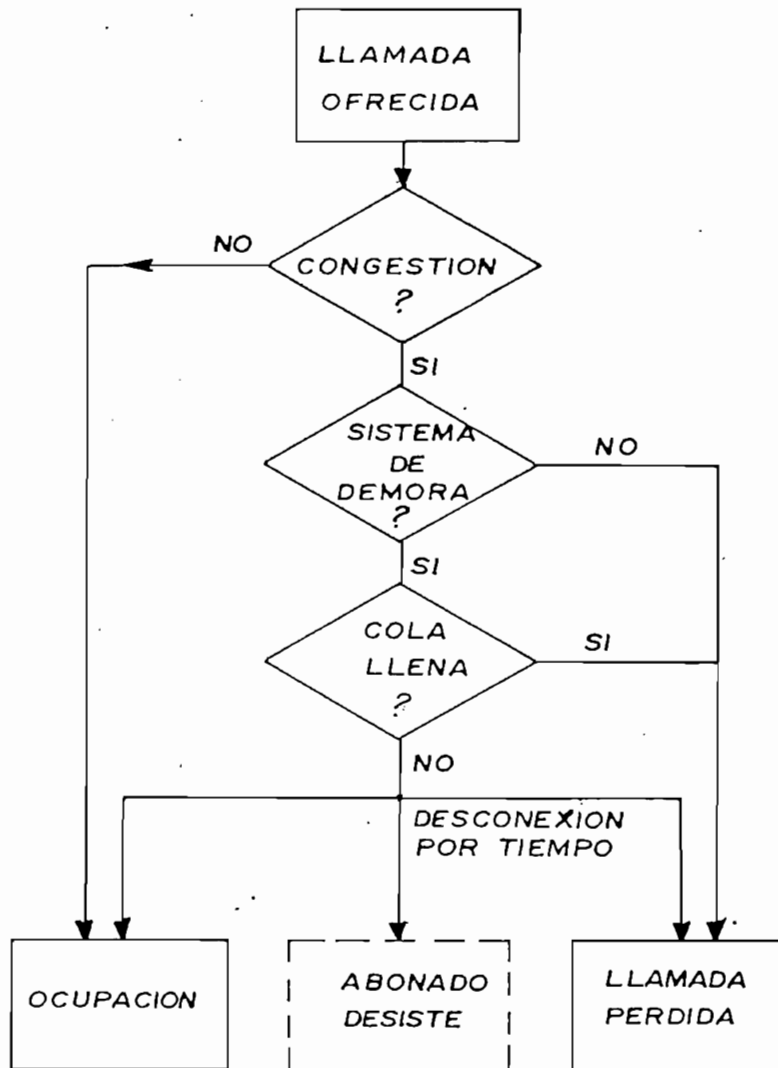 LLAMADA
OFRECIDA
NO
CONGESTION
?
SI
SISTEMA
DE
DEMORA
?
NO
SI
COLA
LLENA
?
SI
NO
DESCONEXION
POR TIEMPO
OCUPACION
ABONADO
DESISTE
LLAMADA
PERDIDA